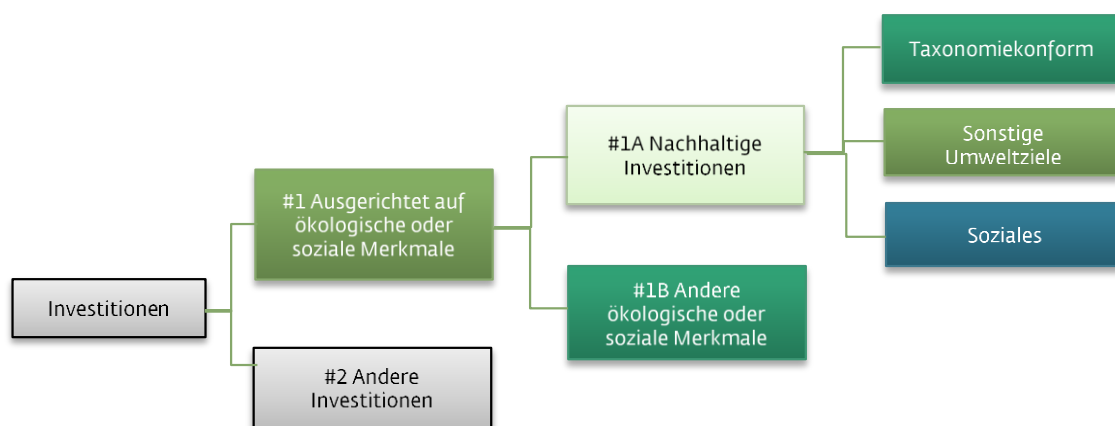 Investitionen
#1 Ausgerichtet auf
ökologische oder
soziale Merkmale
#2 Andere
Investitionen
#1A Nachhaltige
Investitionen
#1B Andere
ökologische oder
soziale Merkmale
Taxonomiekonform
Sonstige
Umweltziele
Soziales